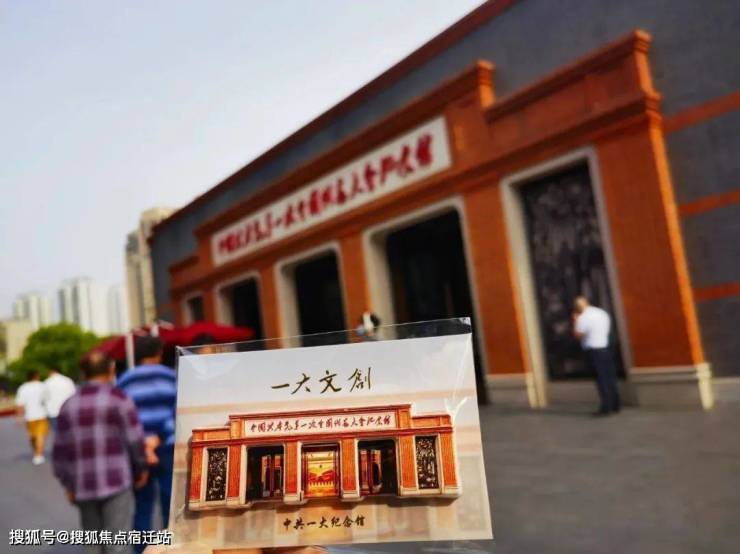 中国共产党第一次全国代表大会纪念馆
一大文創
中国共产党第一次全国代表大会纪念馆
中共一大纪念馆
搜狐号@搜狐焦点宿迁站